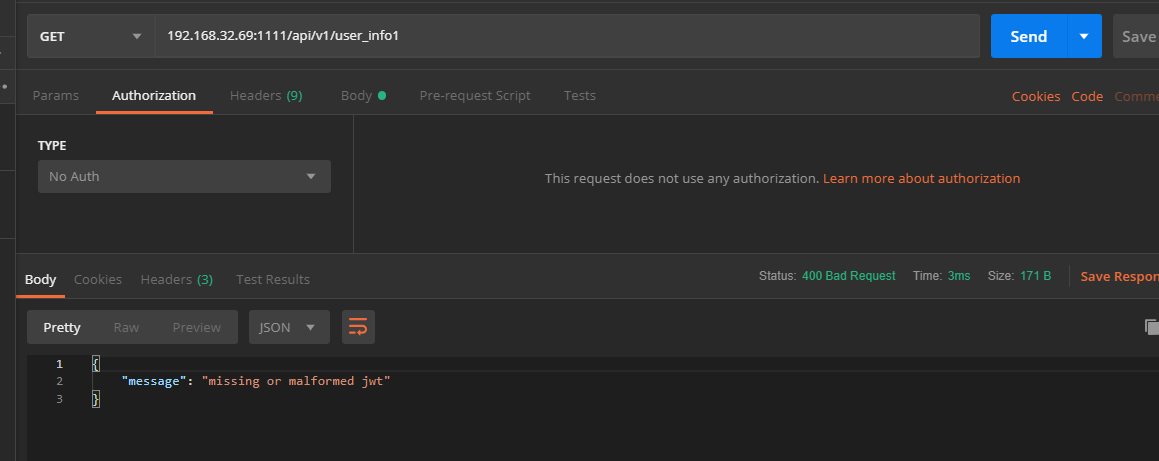 GET 192.168.32.69:1111/api/v1/user_info1 Send Save
Params Authorization Headers (9) Body Pre-request Script Tests Cookies Code Comme
TYPE
No Auth
This request does not use any authorization. Learn more about authorization
Body Cookies Headers (3) Test Results Status: 400 Bad Request Time: 3ms Size: 171 B Save Respon
Pretty Raw Preview JSON
1 {
2 "message": "missing or malformed jwt"
3 }